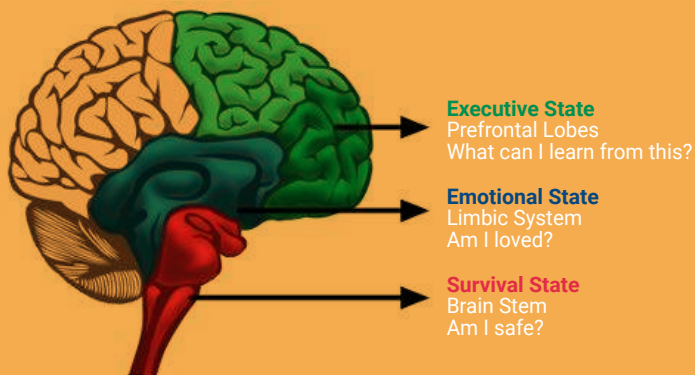 Executive State
Prefrontal Lobes
What can I learn from this?
Emotional State
Limbic System
Am I loved?
Survival State
Brain Stem
Am I safe?